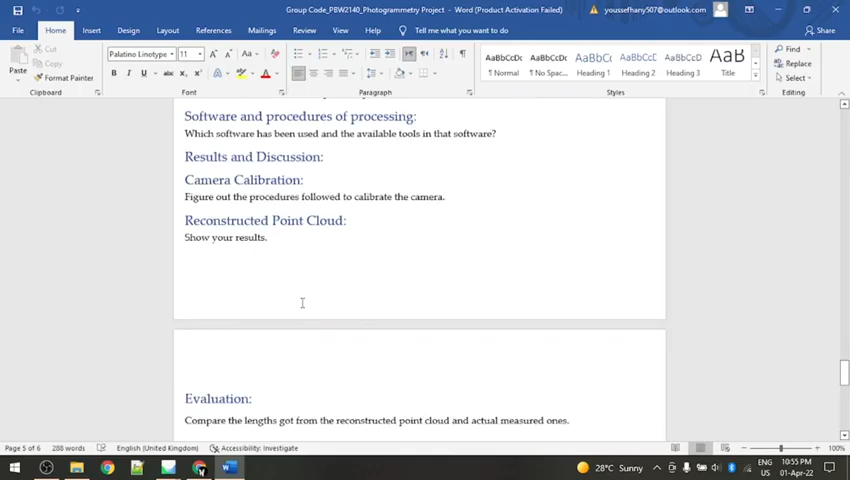 Group Code_PBW2140_Photogrammetry Project - Word (Product Activation Failed)
youssefhany507@outlook.com
File Home Insert Draw Design Layout References Mailings Review View Help Tell me what you want to do Share
Paste
Cut
Copy
Format Painter
Clipboard
Palatino Linotype 11
Font
Paragraph
AaBbCcDc AaBbCcDc AaBbCc AaBbCcD AaBbCcDc AaB
¶ Normal ¶ No Spac... Heading 1 Heading 2 Heading 3 Title
Styles
Find
Replace
Select
Editing
Software and procedures of processing:
Which software has been used and the available tools in that software?
Results and Discussion:
Camera Calibration:
Figure out the procedures followed to calibrate the camera.
Reconstructed Point Cloud:
Show your results.
Evaluation:
Compare the lengths got from the reconstructed point cloud and actual measured ones.
Page 5 of 6 288 words English (United Kingdom) Accessibility: Investigate 100%
28°C Sunny
ENG
US
10:55 PM
01-Apr-22